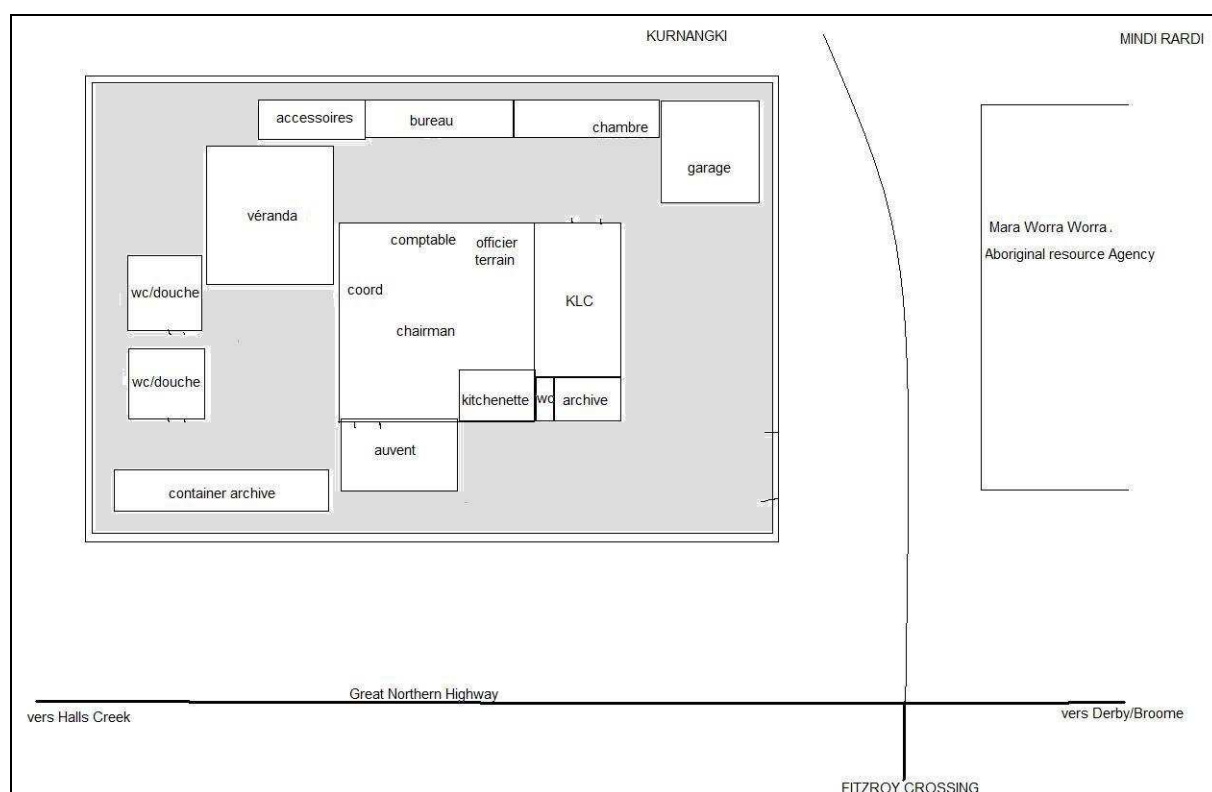 KURNANGKI
MINDI RARDI
accessoires
bureau
chambre
garage
véranda
Mara Worra Worra.
Aboriginal resource Agency
comptable
officier
terrain
wc/douche
coord
KLC
chairman
wc/douche
kitchenette
wc
archive
auvent
container archive
Great Northern Highway
vers Halls Creek
vers Derby/Broome
FITZROY CROSSING